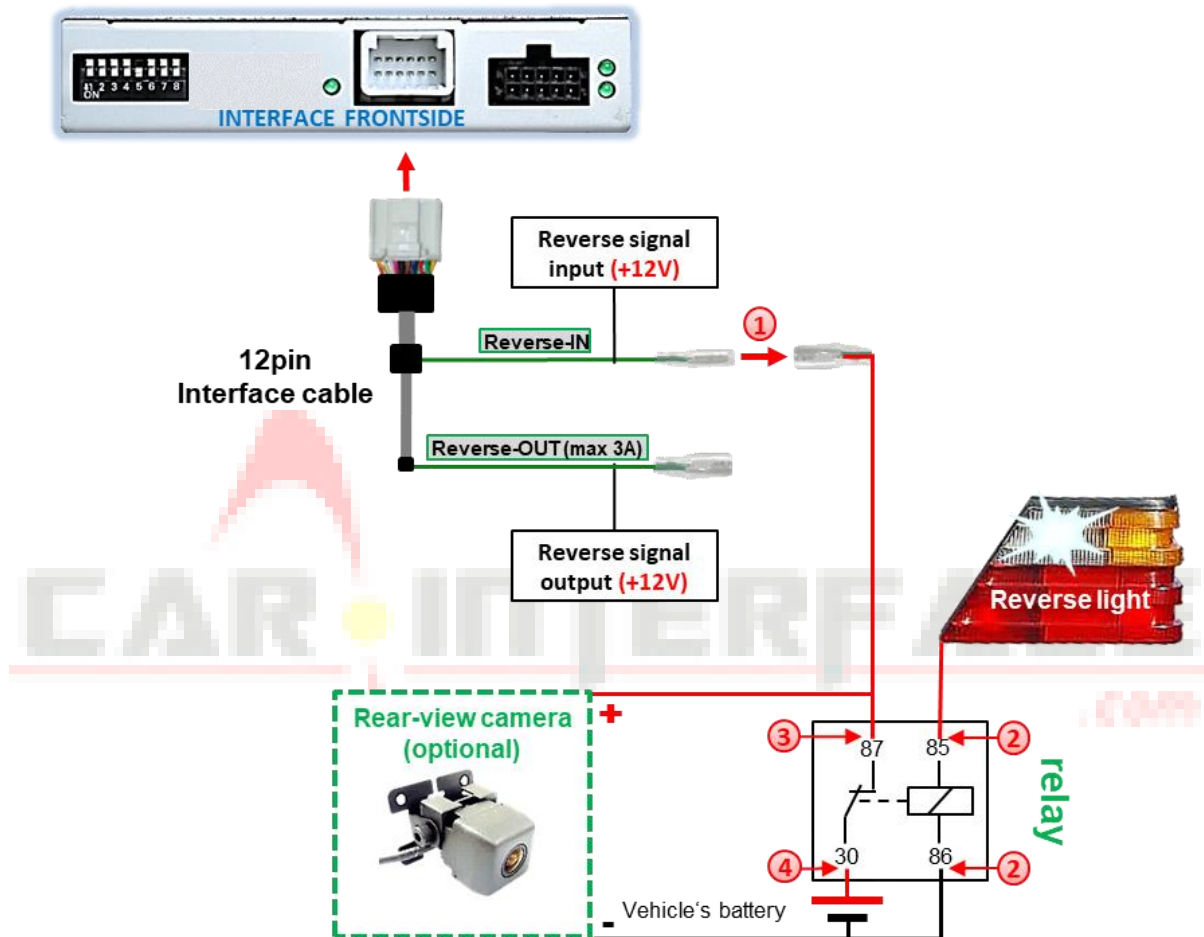 1 2 3 4 5 6 7 8
ON
INTERFACE FRONTSIDE
Reverse signal
input (+12V)
Reverse-IN
1
12pin
Interface cable
Reverse-OUT (max 3A)
Reverse signal
output (+12V)
Reverse light
CAR INTERFACE
.com
Rear-view camera
(optional)
+
3
87
85
2
relay
4
30
86
2
Vehicle‘s battery
-